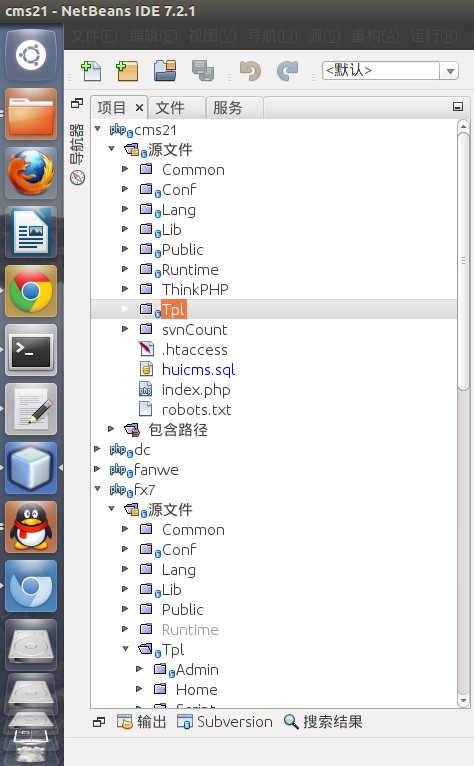 cms21 - NetBeans IDE 7.2.1
文件(F) 编辑(E) 视图(V) 导航(N) 源(S) 重构(A) 运行(R)
<默认>
项目 文件 服务
导航器
cms21
源文件
Common
Conf
Lang
Lib
Public
Runtime
ThinkPHP
Tpl
svnCount
.htaccess
huicms.sql
index.php
robots.txt
包含路径
dc
fanwe
fx7
源文件
Common
Conf
Lang
Lib
Public
Runtime
Tpl
Admin
Home
Script
输出 Subversion 搜索结果